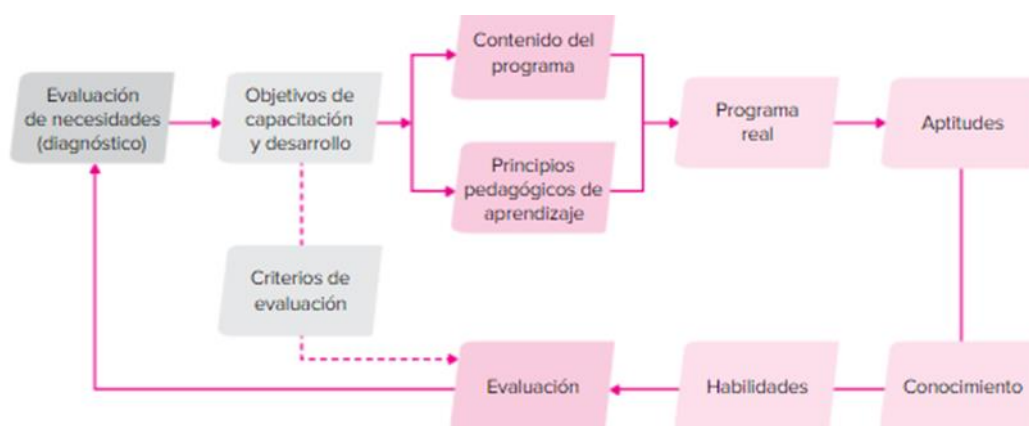 Evaluación
de necesidades
(diagnóstico)
Objetivos de
capacitación
y desarrollo
Contenido del
programa
Principios
pedagógicos de
aprendizaje
Programa
real
Aptitudes
Criterios de
evaluación
Evaluación
Habilidades
Conocimiento